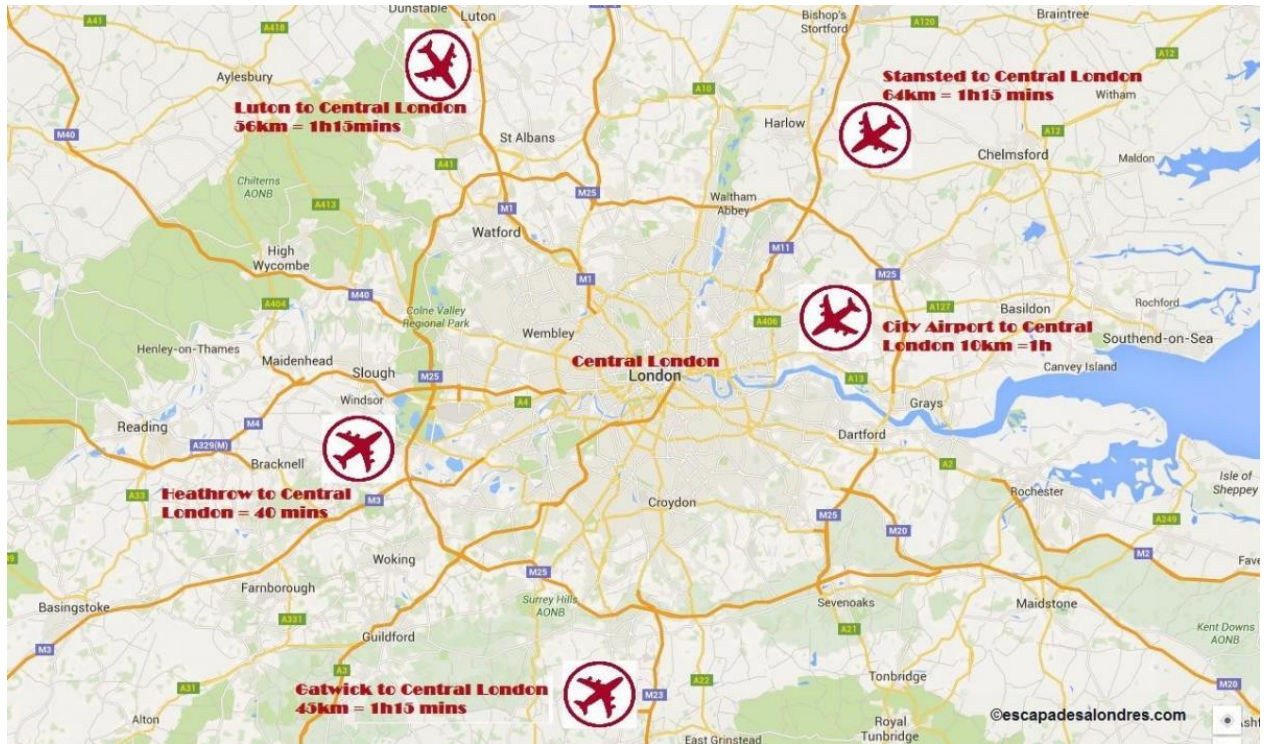 A41
Dunstable
Luton
Bishop's
Stortford
A120
Braintree
A418
Aylesbury
A10
Stansted to Central London
64km = 1h15 mins
A12
Witham
Luton to Central London
56km = 1h15mins
M40
Harlow
St Albans
A12
Chelmsford
Maldon
A41
Chilterns
AONB
M25
Waltham
Abbey
A413
M1
Watford
M11
High
Wycombe
M25
M1
M40
A404
Colne Valley
Regional Park
A127
Basildon
Rochford
A406
Wembley
City Airport to Central
London 10km =1h
Southend-on-Sea
Henley-on-Thames
Maidenhead
Central London
London
Canvey Island
Slough
M25
A13
Windsor
A4
Grays
Reading
M4
Dartford
A329(M)
Bracknell
A2
Isle of
Sheppey
Heathrow to Central
London = 40 mins
A33
M3
Croydon
Rochester
A249
M25
M20
M2
Woking
Fave
M25
Farnborough
Surrey Hills
AONB
Basingstoke
Sevenoaks
Maidstone
A331
Kent Downs
AONB
Guildford
A21
M3
A3
Gatwick to Central London
45km = 1h15 mins
A22
Tonbridge
M20
A31
M23
Alton
©escapadesalondres.com
Royal
Tunbridge
East Grinstead